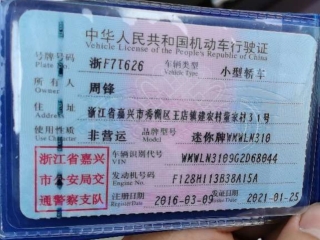 中华人民共和国机动车行驶证
Vehicle License of the People's Republic of China
号牌号码 浙F7T626 车辆类型 小型轿车
Plate No. Vehicle Type
所有人 周锋
Owner
住址 浙江省嘉兴市秀洲区王店镇建农村童家村31号
Address
使用性质 非营运 品牌型号 迷你牌WMWLN310
Use Character Model
浙江省嘉兴
市公安局交
通警察支队
车辆识别代号 WMWLN3109G2D68044
VIN
发动机号码 F128H113B38A15A
Engine No.
注册日期 2016-03-09 发证日期 2021-01-25
Register Date Issue Date